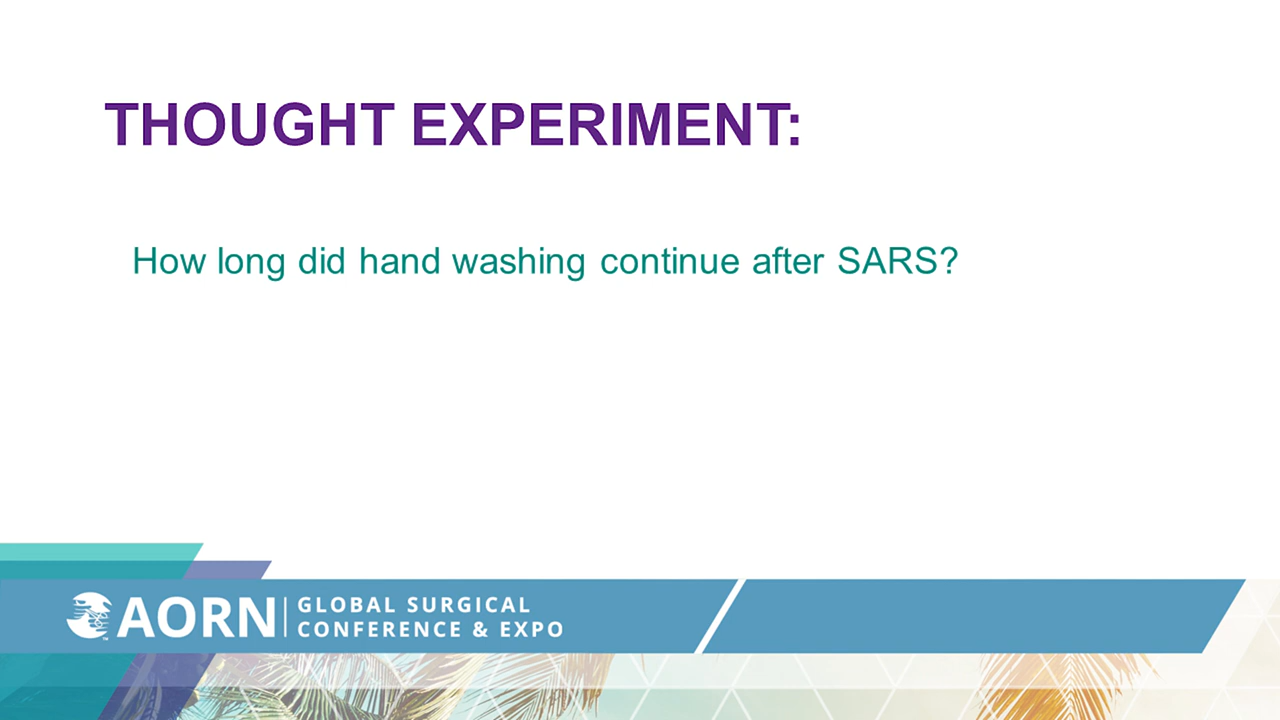 THOUGHT EXPERIMENT:
How long did hand washing continue after SARS?
AORN
GLOBAL SURGICAL
CONFERENCE & EXPO